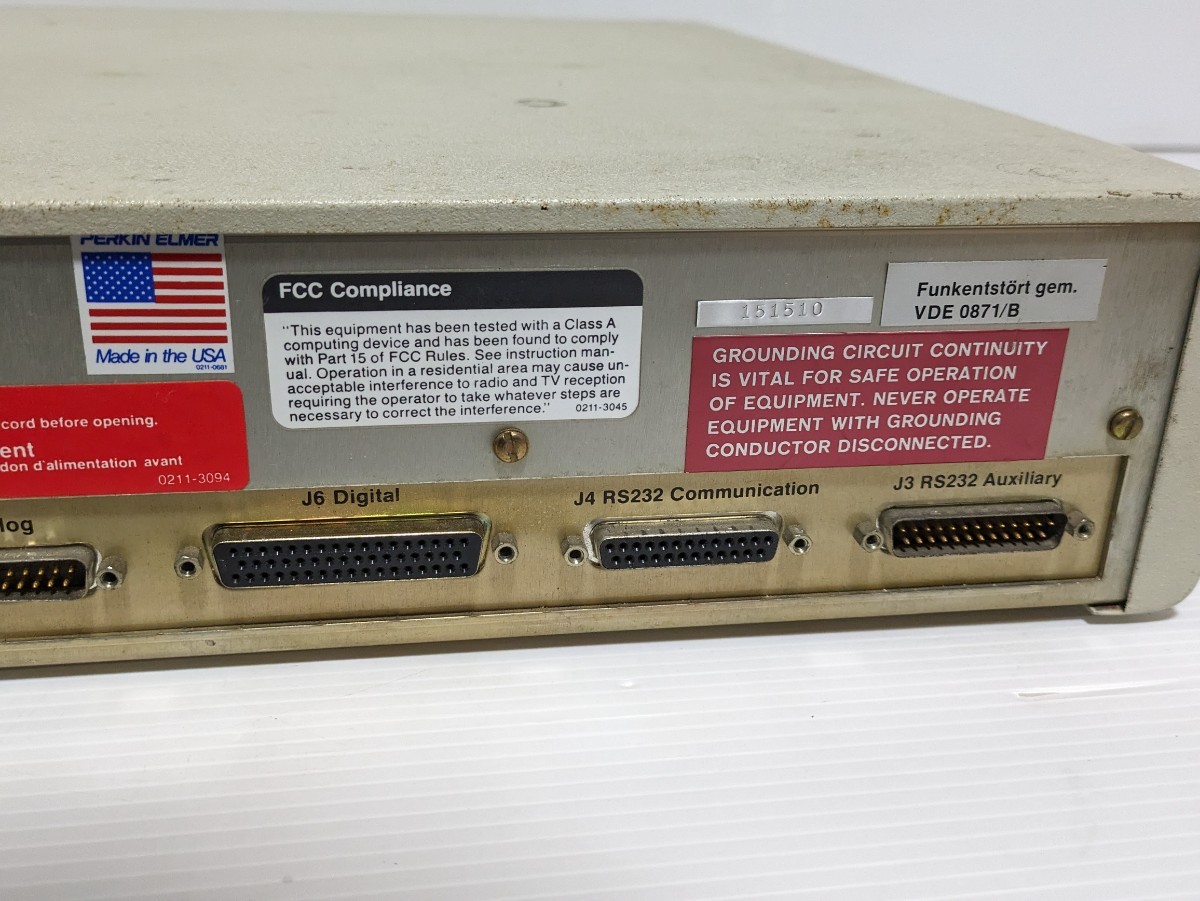 PERKIN ELMER
Made in the USA
0211-0681
FCC Compliance
"This equipment has been tested with a Class A
computing device and has been found to comply
with Part 15 of FCC Rules. See instruction man-
ual. Operation in a residential area may cause un-
acceptable interference to radio and TV reception
requiring the operator to take whatever steps are
necessary to correct the interference."
0211-3045
151510
Funkentstört gem.
VDE 0871/B
GROUNDING CIRCUIT CONTINUITY
IS VITAL FOR SAFE OPERATION
OF EQUIPMENT. NEVER OPERATE
EQUIPMENT WITH GROUNDING
CONDUCTOR DISCONNECTED.
cord before opening.
ent
don d'alimentation avant
0211-3094
log
J6 Digital
J4 RS232 Communication
J3 RS232 Auxiliary